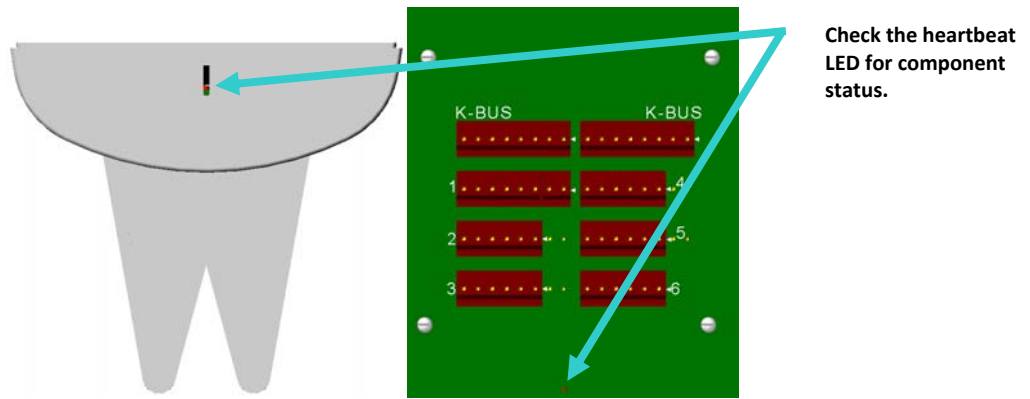 Check the heartbeat
LED for component
status.
K-BUS K-BUS
1 4
2 5
3 6